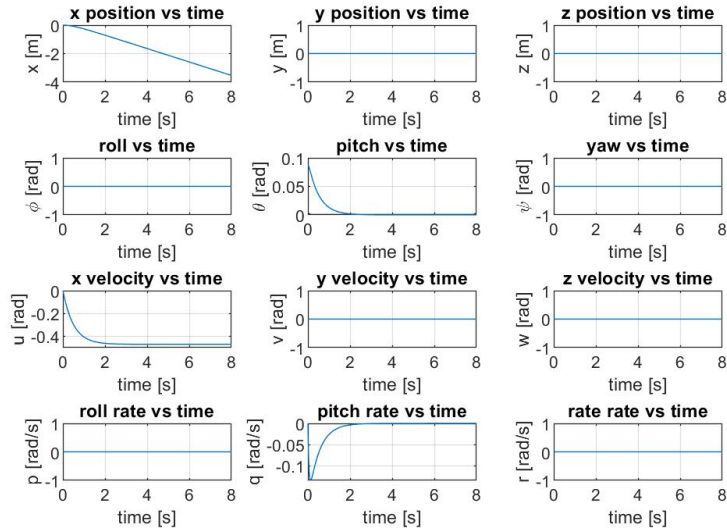 x position vs time
y position vs time
z position vs time
x [m]
0
-2
-4
0 2 4 6 8
time [s]
y [m]
1
0
-1
0 2 4 6 8
time [s]
z [m]
1
0
-1
0 2 4 6 8
time [s]
roll vs time
pitch vs time
yaw vs time
ϕ [rad]
1
0
-1
0 2 4 6 8
time [s]
θ [rad]
0.1
0.05
0
0 2 4 6 8
time [s]
ψ [rad]
1
0
-1
0 2 4 6 8
time [s]
x velocity vs time
y velocity vs time
z velocity vs time
u [rad]
0
-0.2
-0.4
0 2 4 6 8
time [s]
v [rad]
1
0
-1
0 2 4 6 8
time [s]
w [rad]
1
0
-1
0 2 4 6 8
time [s]
roll rate vs time
pitch rate vs time
rate rate vs time
p [rad/s]
1
0
-1
0 2 4 6 8
time [s]
q [rad/s]
0
-0.05
-0.1
0 2 4 6 8
time [s]
r [rad/s]
1
0
-1
0 2 4 6 8
time [s]